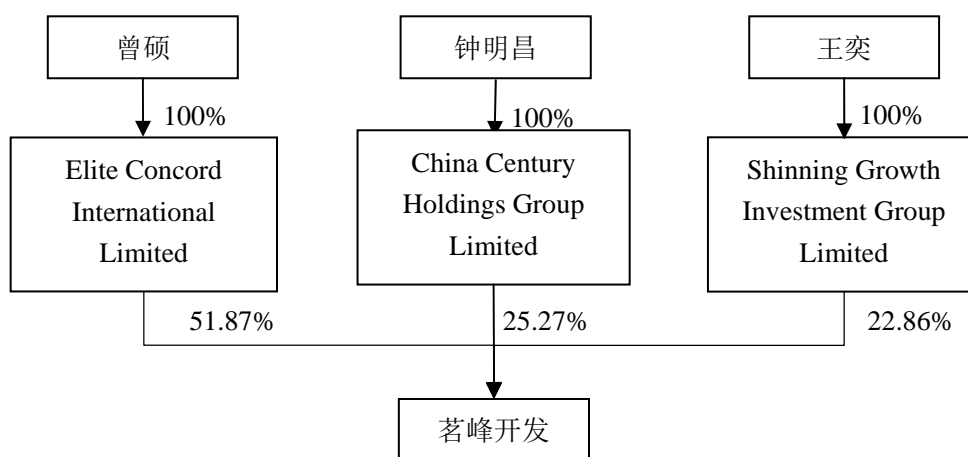 曾硕
钟明昌
王奕
100%
100%
100%
Elite Concord
International
Limited
China Century
Holdings Group
Limited
Shinning Growth
Investment Group
Limited
51.87%
25.27%
22.86%
茗峰开发